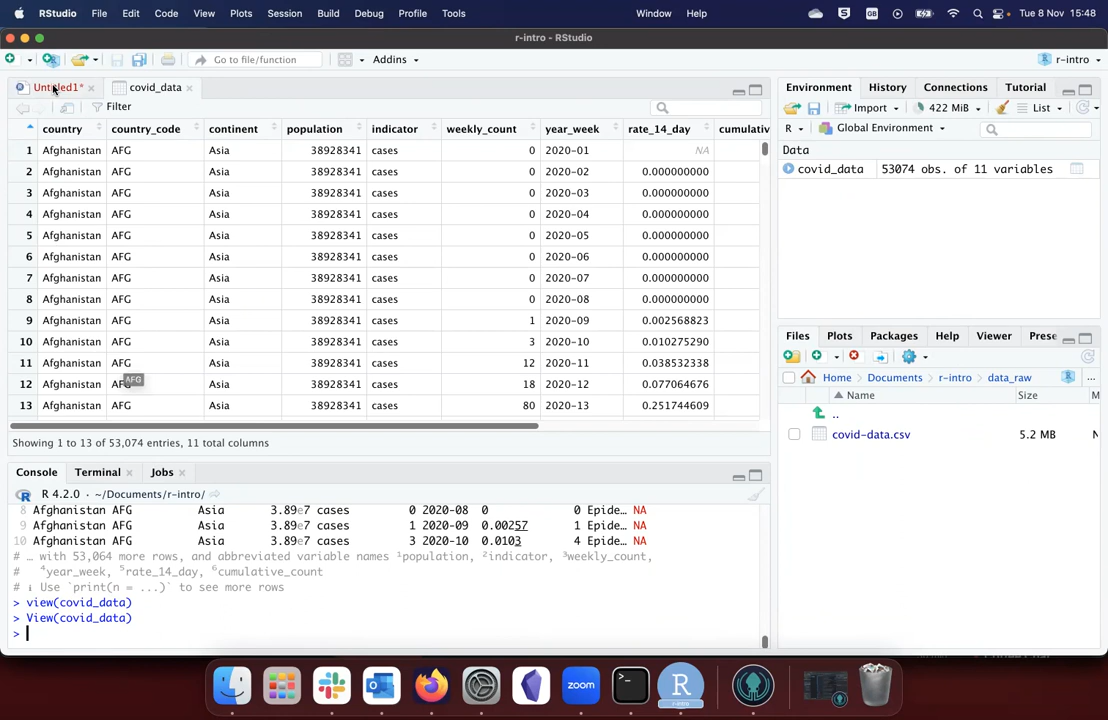 RStudio File Edit Code View Plots Session Build Debug Profile Tools Window Help Tue 8 Nov 15:48
r-intro - RStudio
Go to file/function Addins r-intro
Untitled1* covid_data
Filter
country country_code continent population indicator weekly_count year_week rate_14_day cumulativ
1 Afghanistan AFG Asia 38928341 cases 0 2020-01 NA
2 Afghanistan AFG Asia 38928341 cases 0 2020-02 0.000000000
3 Afghanistan AFG Asia 38928341 cases 0 2020-03 0.000000000
4 Afghanistan AFG Asia 38928341 cases 0 2020-04 0.000000000
5 Afghanistan AFG Asia 38928341 cases 0 2020-05 0.000000000
6 Afghanistan AFG Asia 38928341 cases 0 2020-06 0.000000000
7 Afghanistan AFG Asia 38928341 cases 0 2020-07 0.000000000
8 Afghanistan AFG Asia 38928341 cases 0 2020-08 0.000000000
9 Afghanistan AFG Asia 38928341 cases 1 2020-09 0.002568823
10 Afghanistan AFG Asia 38928341 cases 3 2020-10 0.010275290
11 Afghanistan AFG Asia 38928341 cases 12 2020-11 0.038532338
AFG
12 Afghanistan AFG Asia 38928341 cases 18 2020-12 0.077064676
13 Afghanistan AFG Asia 38928341 cases 80 2020-13 0.251744609
Showing 1 to 13 of 53,074 entries, 11 total columns
Console Terminal Jobs
R 4.2.0 · ~/Documents/r-intro/
8 Afghanistan AFG Asia 3.89e7 cases 0 2020-08 0 0 Epide… NA
9 Afghanistan AFG Asia 3.89e7 cases 1 2020-09 0.00257 1 Epide… NA
10 Afghanistan AFG Asia 3.89e7 cases 3 2020-10 0.0103 4 Epide… NA
# … with 53,064 more rows, and abbreviated variable names ¹population, ²indicator, ³weekly_count,
# ⁴year_week, ⁵rate_14_day, ⁶cumulative_count
# ℹ Use `print(n = ...)` to see more rows
> view(covid_data)
> View(covid_data)
>
Environment History Connections Tutorial
Import 422 MiB List
R Global Environment
Data
covid_data 53074 obs. of 11 variables
Files Plots Packages Help Viewer Prese
Home Documents r-intro data_raw ...
Name Size M
..
covid-data.csv 5.2 MB N
zoom
R
r-intro